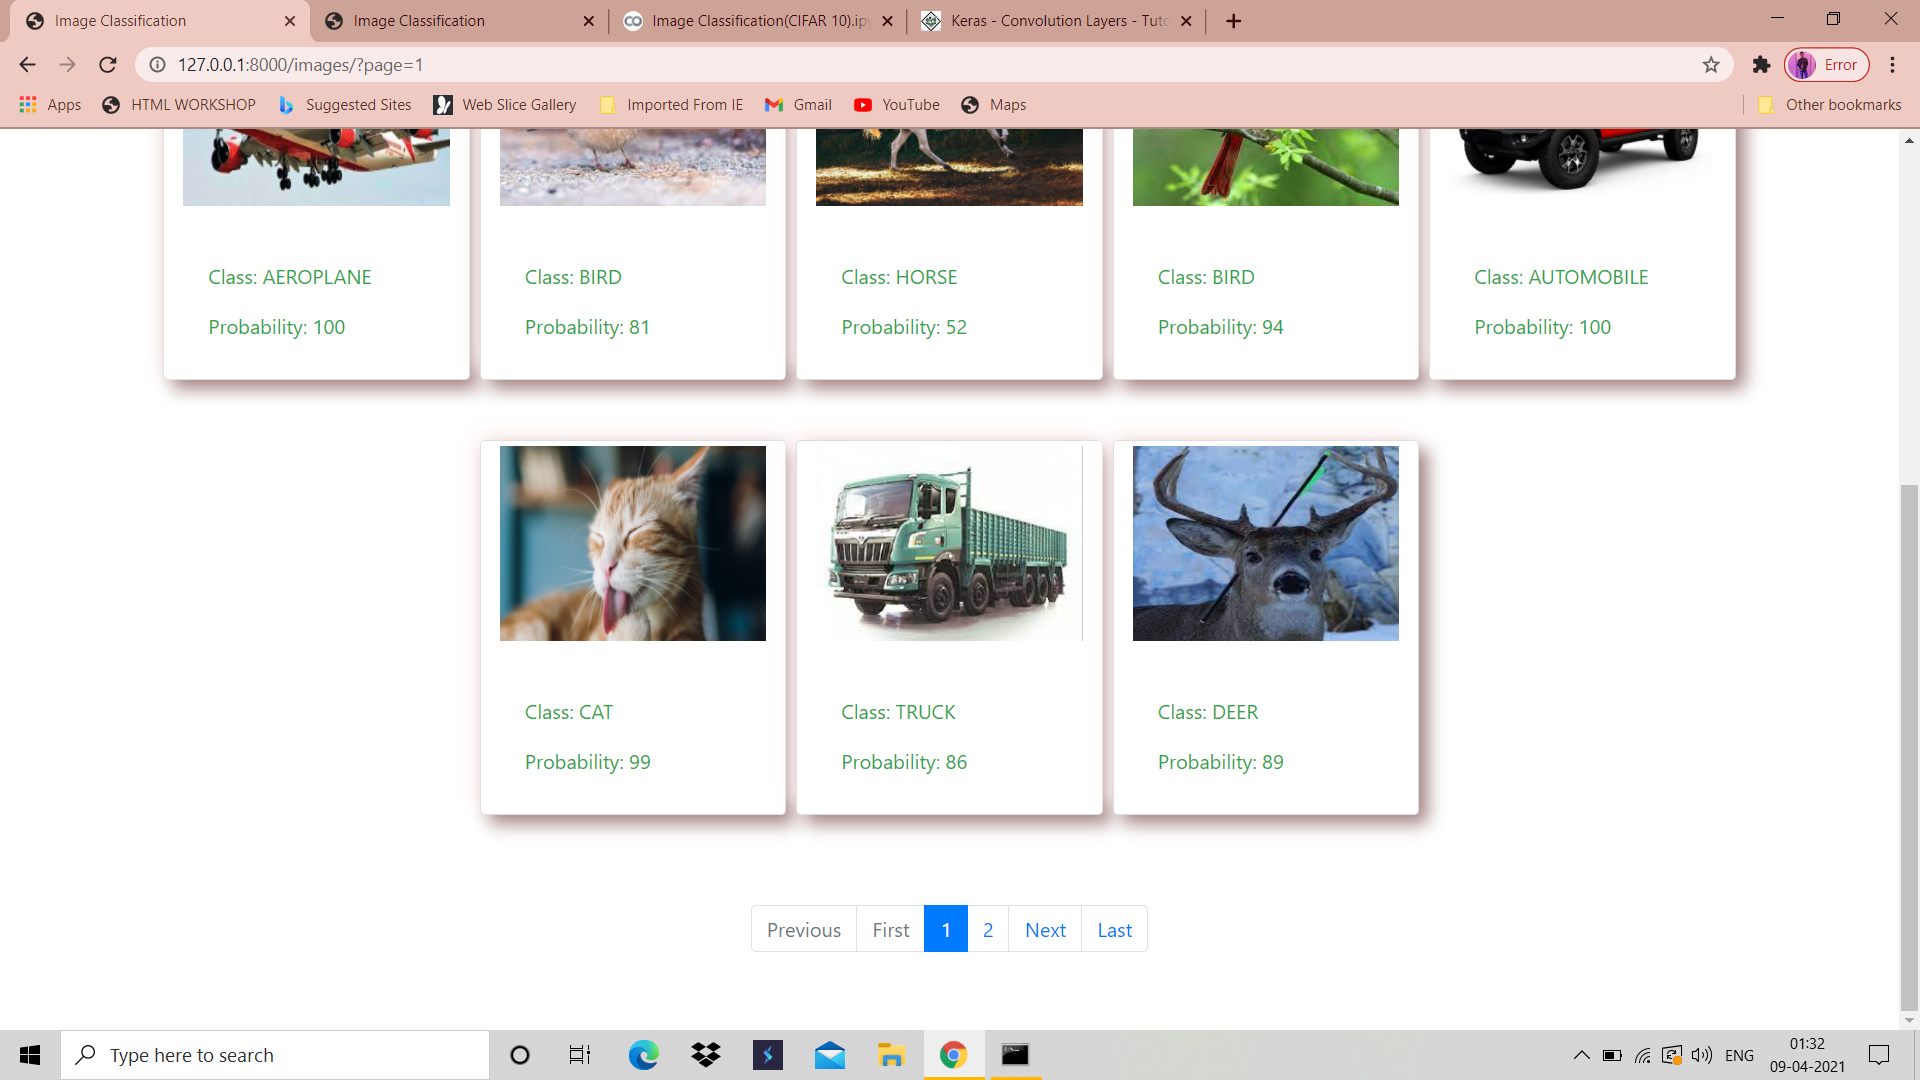 Image Classification
Image Classification
Image Classification(CIFAR 10).ip
Keras - Convolution Layers - Tuto
127.0.0.1:8000/images/?page=1
Error
Apps
HTML WORKSHOP
Suggested Sites
Web Slice Gallery
Imported From IE
Gmail
YouTube
Maps
Other bookmarks
Class: AEROPLANE
Probability: 100
Class: BIRD
Probability: 81
Class: HORSE
Probability: 52
Class: BIRD
Probability: 94
Class: AUTOMOBILE
Probability: 100
Class: CAT
Probability: 99
Class: TRUCK
Probability: 86
Class: DEER
Probability: 89
Previous
First
1
2
Next
Last
Type here to search
ENG
01:32
09-04-2021